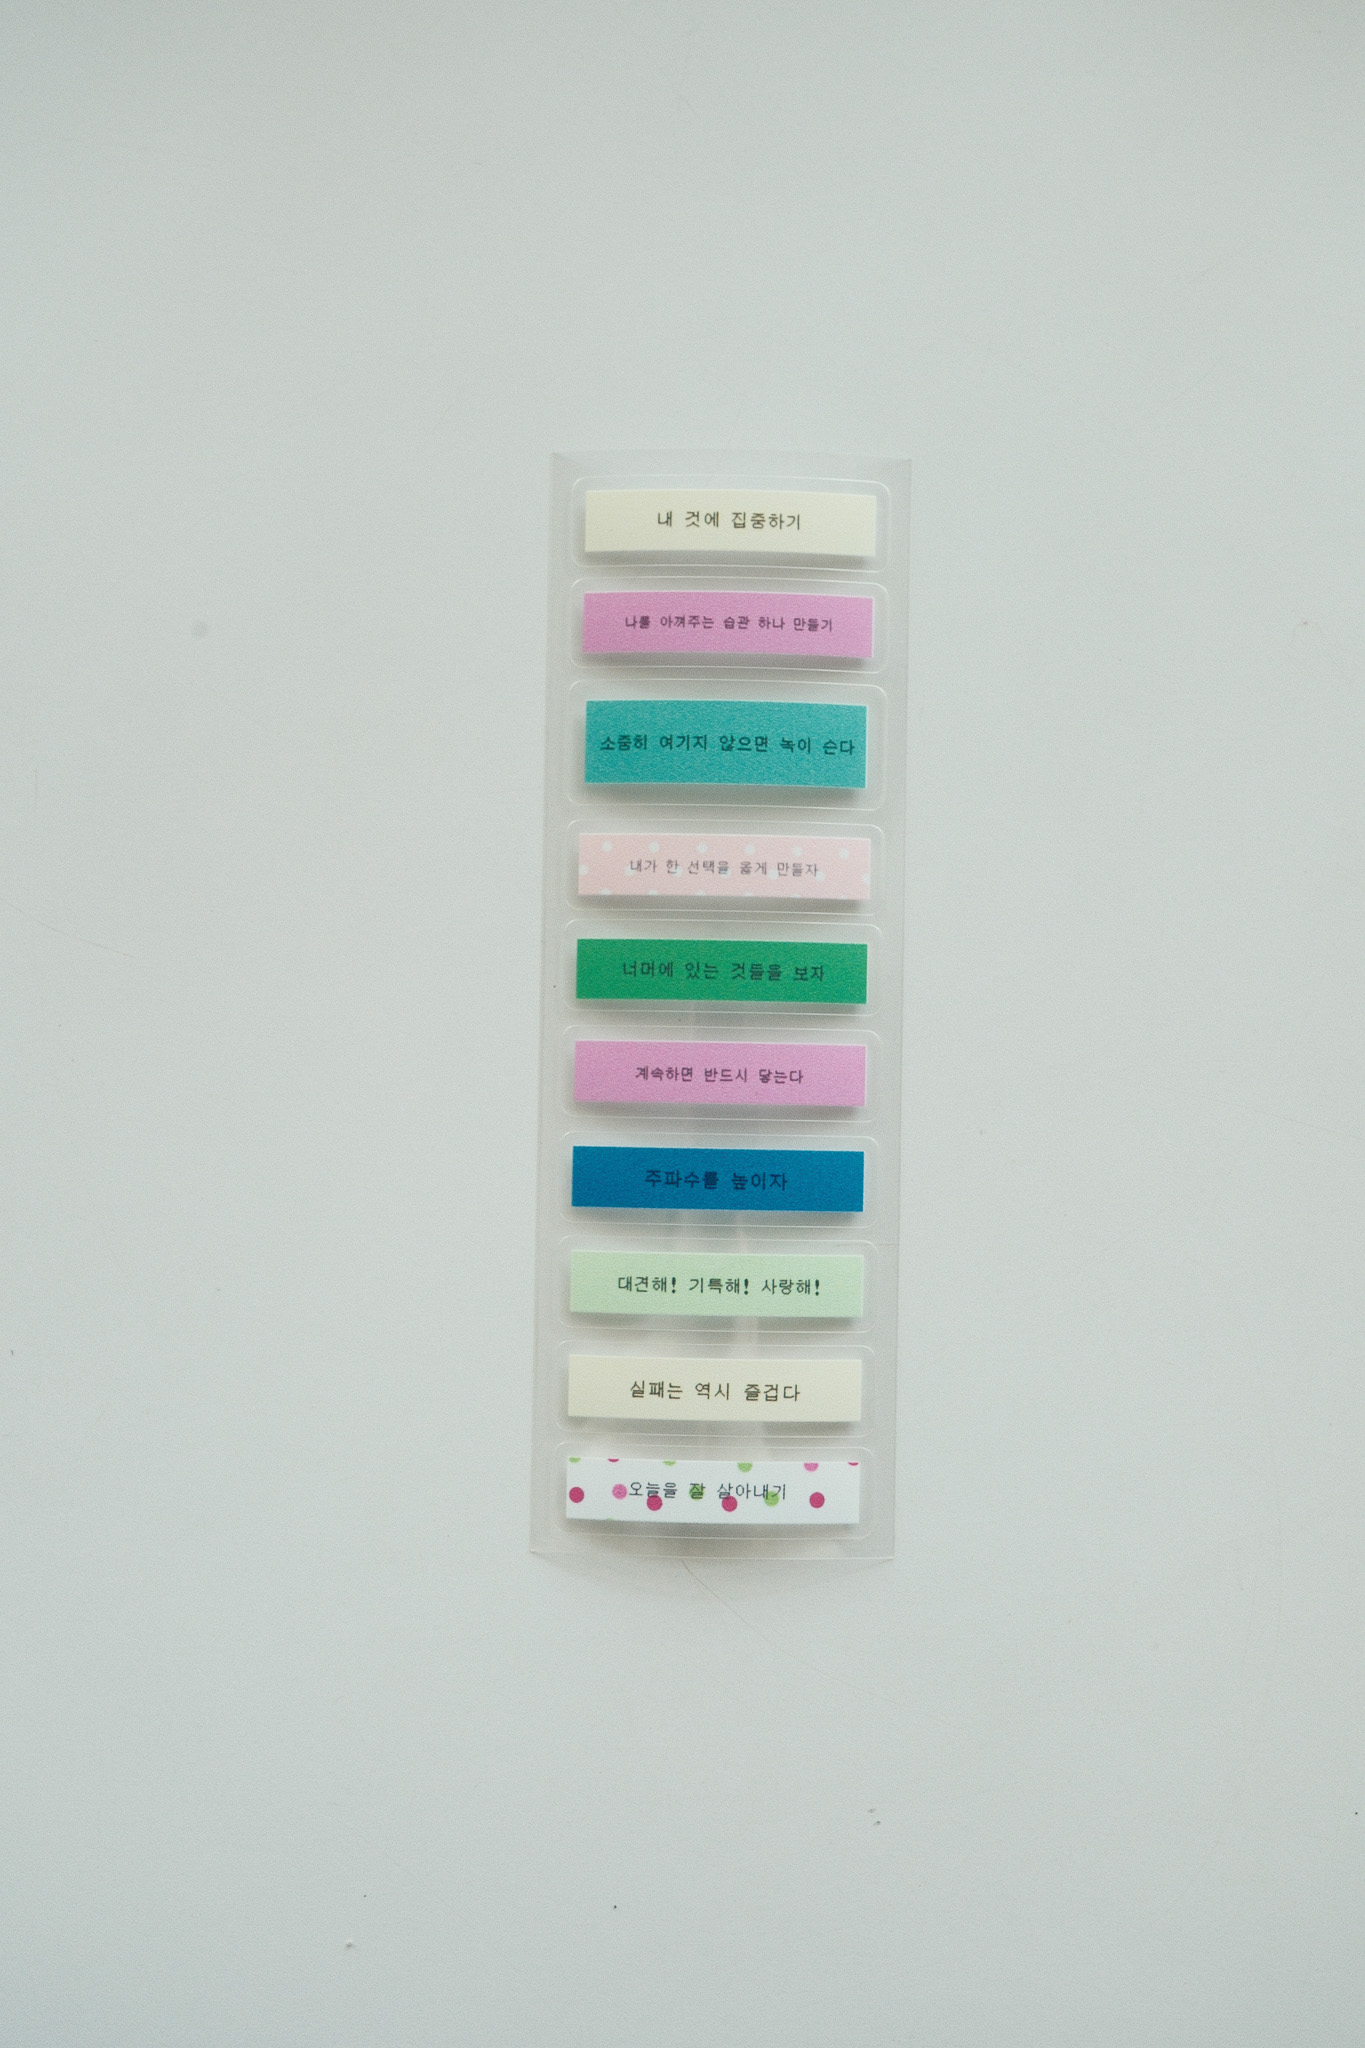 내 것에 집중하기
나를 아껴주는 습관 하나 만들기
소중히 여기지 않으면 녹이 슨다
내가 한 선택을 옳게 만들자
너머에 있는 것들을 보자
계속하면 반드시 닿는다
주파수를 높이자
대견해! 기특해! 사랑해!
실패는 역시 즐겁다
오늘을 잘 살아내기